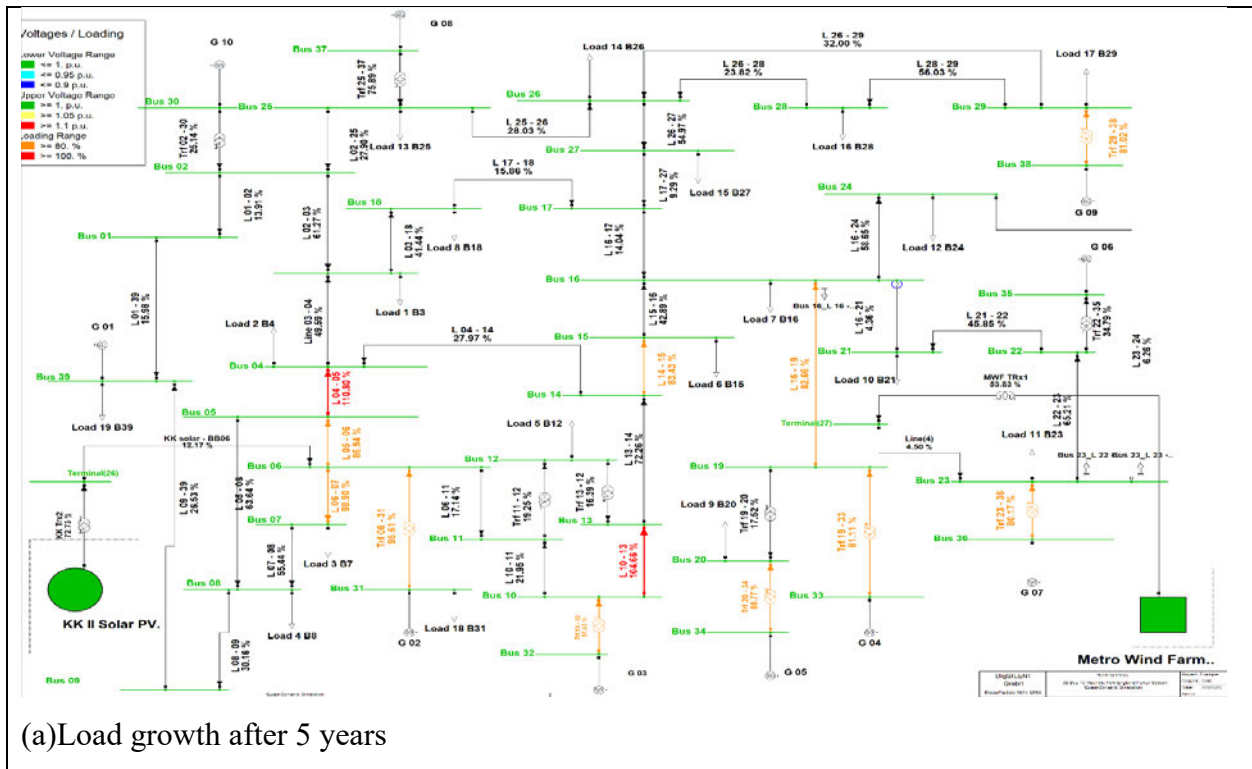 Voltages / Loading
Lower Voltage Range
<= 1. p.u.
<= 0.95 p.u.
<= 0.9 p.u.
Upper Voltage Range
>= 1. p.u.
>= 1.05 p.u.
>= 1.1 p.u.
Loading Range
>= 80. %
>= 100. %
G 10
G 08
Bus 37
Trf 25-37
75.89 %
Load 14 B26
L 26 - 29
32.00 %
L 26 - 28
23.82 %
L 28 - 29
56.03 %
Load 17 B29
Bus 30
Bus 25
Bus 26
Bus 28
Bus 29
L 25 - 26
28.03 %
Trf 02 - 30
L 02 - 25
27.90 %
Load 13 B25
L 26 - 27
54.97 %
Load 16 B28
Trf 29 - 38
81.02 %
Bus 27
Bus 38
Bus 02
L 17 - 18
15.86 %
L 17 - 27
9.29 %
Load 15 B27
Bus 24
G 09
L 01 - 02
13.91 %
L 02 - 03
61.27 %
Bus 18
Bus 17
L 03 - 18
41.44 %
Load 8 B18
L 16 - 17
14.04 %
L 16 - 24
58.65 %
Load 12 B24
G 06
Bus 01
Bus 16
L 01 - 39
15.98 %
Line 03 - 04
49.59 %
Load 1 B3
L 15 - 16
42.89 %
Load 7 B16
Bus 16_L 16 -..
L 16 - 21
4.36 %
Bus 35
Trf 22 - 35
34.79 %
G 01
Load 2 B4
L 04 - 14
27.97 %
Bus 15
L 21 - 22
45.85 %
Bus 21
Bus 22
L 23 - 24
6.26 %
Bus 04
L 14 - 15
83.43 %
Load 6 B15
L 16 - 19
82.66 %
Load 10 B21
Bus 39
Bus 14
MWF TRx1
53.83 %
L 22 - 23
65.21 %
Load 19 B39
L 04 - 05
110.80 %
Bus 05
Load 5 B12
Terminal(27)
KK solar - BB06
12.17 %
L 05 - 06
86.54 %
L 13 - 14
72.26 %
Line(4)
4.50 %
Load 11 B23
Terminal(26)
Bus 06
Bus 12
Bus 19
Bus 23
L 09 - 39
26.53 %
63.64 %
L 06 - 07
98.90 %
Trf 06 - 31
95.61 %
L 06 - 11
17.14 %
Trf 11 - 12
19.25 %
Trf 13 - 12
16.39 %
Load 9 B20
Trf 19 - 20
17.52 %
Trf 19 - 33
81.11 %
KK Trx2
72.73 %
Bus 07
Bus 13
L 07 - 08
55.44 %
Load 3 B7
Bus 11
L 10 - 11
21.95 %
L 10 - 13
104.66 %
Bus 20
Bus 08
Bus 31
Bus 10
Bus 33
KK II Solar PV.
Load 4 B8
G 02
Load 18 B31
Bus 34
G 04
G 07
L 08 - 09
30.16 %
Bus 32
G 03
G 05
Metro Wind Farm..
Bus 09
(a)Load growth after 5 years